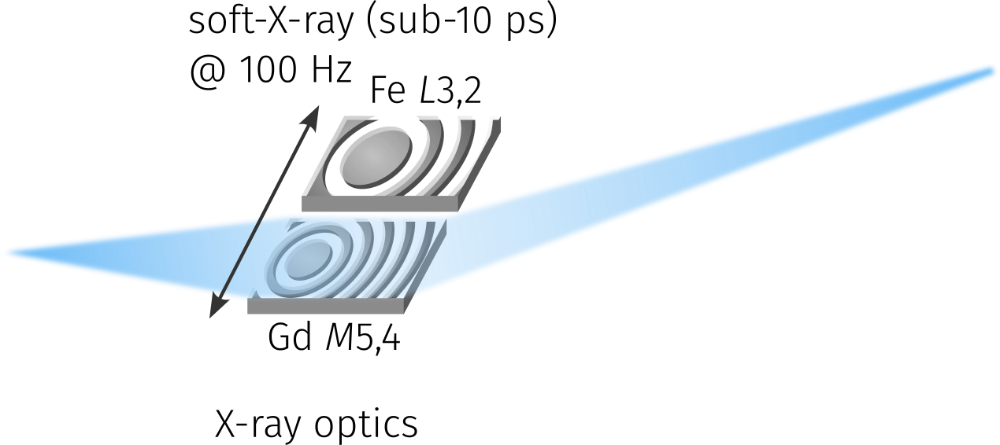 soft-X-ray (sub-10 ps)
@ 100 Hz
Fe L3,2
Gd M5,4
X-ray optics